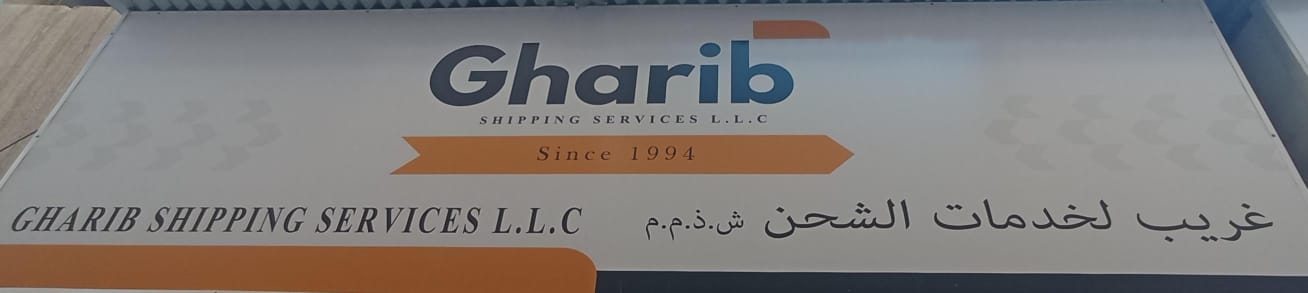 Gharib
SHIPPING SERVICES L.L.C
Since 1994
GHARIB SHIPPING SERVICES L.L.C
غريب لخدمات الشحن ش.ذ.م.م